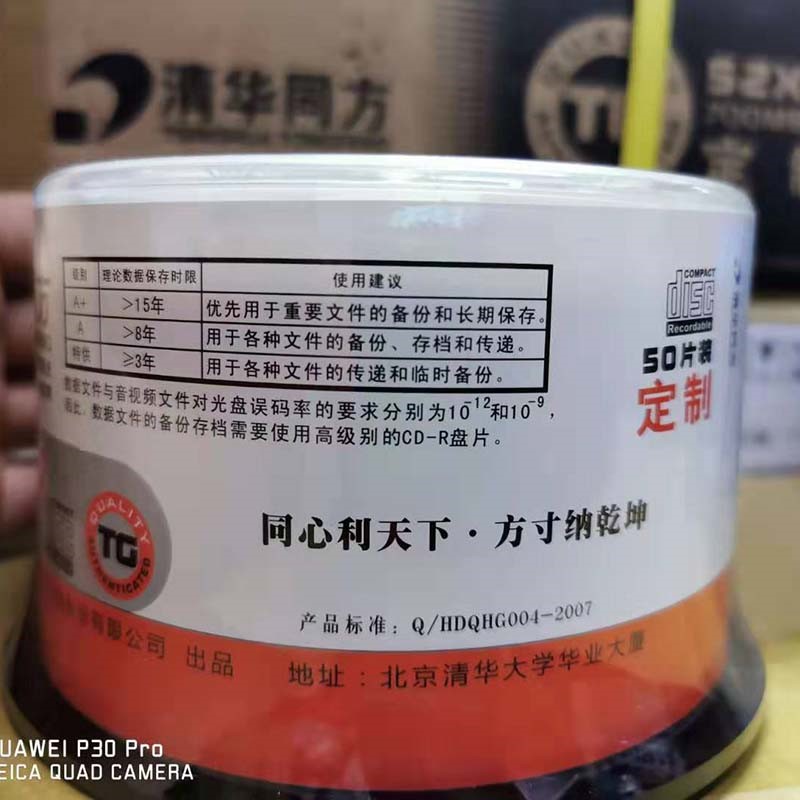 清华同方
52X
700MB
级别 理论数据保存时限 使用建议
A+ >15年 优先用于重要文件的备份和长期保存。
A >8年 用于各种文件的备份、存档和传递。
特供 ≥3年 用于各种文件的传递和临时备份。
数据文件与音视频文件对光盘误码率的要求分别为10⁻¹²和10⁻⁹，
因此，数据文件的备份存档需要使用高级别的CD-R盘片。
COMPACT
disc
Recordable
50片装
定制
QUALITY
TG
AUTHENTICATED
同心利天下·方寸纳乾坤
产品标准：Q/HDQHG004-2007
有限公司 出品 地址：北京清华大学华业大厦
HUAWEI P30 Pro
LEICA QUAD CAMERA